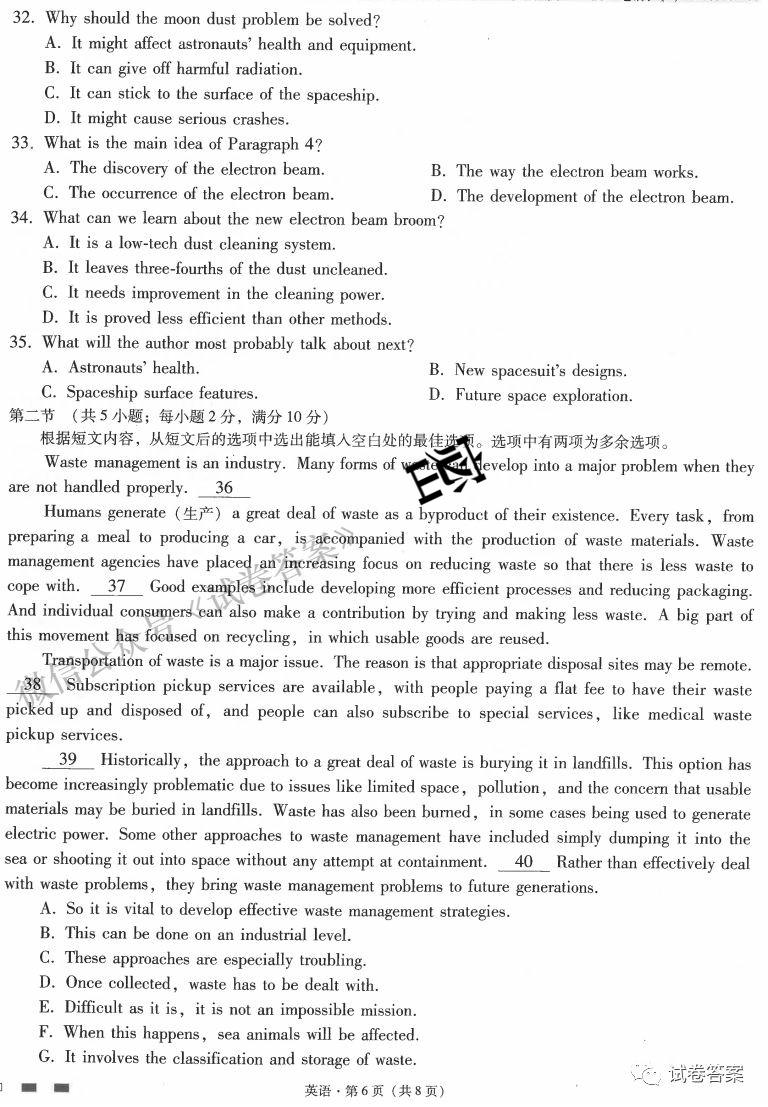 32. Why should the moon dust problem be solved?
A. It might affect astronauts' health and equipment.
B. It can give off harmful radiation.
C. It can stick to the surface of the spaceship.
D. It might cause serious crashes.
33. What is the main idea of Paragraph 4?
A. The discovery of the electron beam.
B. The way the electron beam works.
C. The occurrence of the electron beam.
D. The development of the electron beam.
34. What can we learn about the new electron beam broom?
A. It is a low-tech dust cleaning system.
B. It leaves three-fourths of the dust uncleaned.
C. It needs improvement in the cleaning power.
D. It is proved less efficient than other methods.
35. What will the author most probably talk about next?
A. Astronauts' health.
B. New spacesuit's designs.
C. Spaceship surface features.
D. Future space exploration.
第二节 (共5小题;每小题2分,满分10分)
根据短文内容,从短文后的选项中选出能填入空白处的最佳选项。选项中有两项为多余选项。
Waste management is an industry. Many forms of waste can develop into a major problem when they
are not handled properly. 36
Humans generate (生产) a great deal of waste as a byproduct of their existence. Every task, from
preparing a meal to producing a car, is accompanied with the production of waste materials. Waste
management agencies have placed an increasing focus on reducing waste so that there is less waste to
cope with. 37 Good examples include developing more efficient processes and reducing packaging.
And individual consumers can also make a contribution by trying and making less waste. A big part of
this movement has focused on recycling, in which usable goods are reused.
Transportation of waste is a major issue. The reason is that appropriate disposal sites may be remote.
38 Subscription pickup services are available, with people paying a flat fee to have their waste
picked up and disposed of, and people can also subscribe to special services, like medical waste
pickup services.
39 Historically, the approach to a great deal of waste is burying it in landfills. This option has
become increasingly problematic due to issues like limited space, pollution, and the concern that usable
materials may be buried in landfills. Waste has also been burned, in some cases being used to generate
electric power. Some other approaches to waste management have included simply dumping it into the
sea or shooting it out into space without any attempt at containment. 40 Rather than effectively deal
with waste problems, they bring waste management problems to future generations.
A. So it is vital to develop effective waste management strategies.
B. This can be done on an industrial level.
C. These approaches are especially troubling.
D. Once collected, waste has to be dealt with.
E. Difficult as it is, it is not an impossible mission.
F. When this happens, sea animals will be affected.
G. It involves the classification and storage of waste.
英语·第6页(共8页)
密
微信公众号《试卷答案》
试卷答案